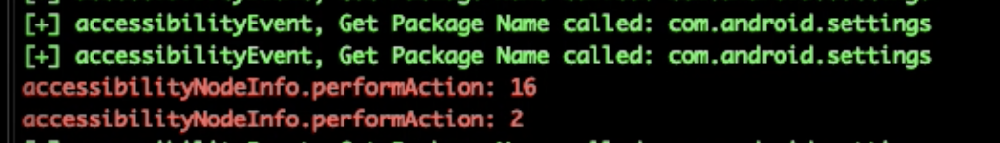 [+] accessibilityEvent, Get Package Name called: com.android.settings
[+] accessibilityEvent, Get Package Name called: com.android.settings
accessibilityNodeInfo.performAction: 16
accessibilityNodeInfo.performAction: 2